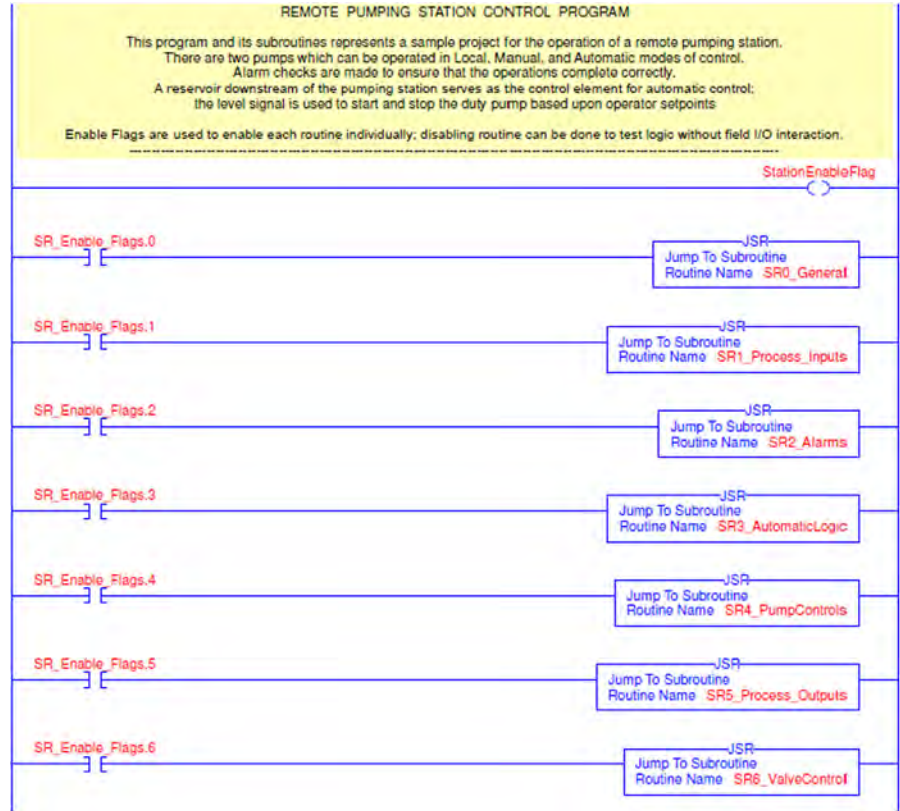 REMOTE PUMPING STATION CONTROL PROGRAM
This program and its subroutines represents a sample project for the operation of a remote pumping station.
There are two pumps which can be operated in Local, Manual, and Automatic modes of control.
Alarm checks are made to ensure that the operations complete correctly.
A reservoir downstream of the pumping station serves as the control element for automatic control;
the level signal is used to start and stop the duty pump based upon operator setpoints
Enable Flags are used to enable each routine individually; disabling routine can be done to test logic without field I/O interaction.
StationEnableFlag
SR_Enable_Flags.0
JSR
Jump To Subroutine
Routine Name SR0_General
SR_Enable_Flags.1
JSR
Jump To Subroutine
Routine Name SR1_Process_Inputs
SR_Enable_Flags.2
JSR
Jump To Subroutine
Routine Name SR2_Alarms
SR_Enable_Flags.3
JSR
Jump To Subroutine
Routine Name SR3_AutomaticLogic
SR_Enable_Flags.4
JSR
Jump To Subroutine
Routine Name SR4_PumpControls
SR_Enable_Flags.5
JSR
Jump To Subroutine
Routine Name SR5_Process_Outputs
SR_Enable_Flags.6
JSR
Jump To Subroutine
Routine Name SR6_ValveControl